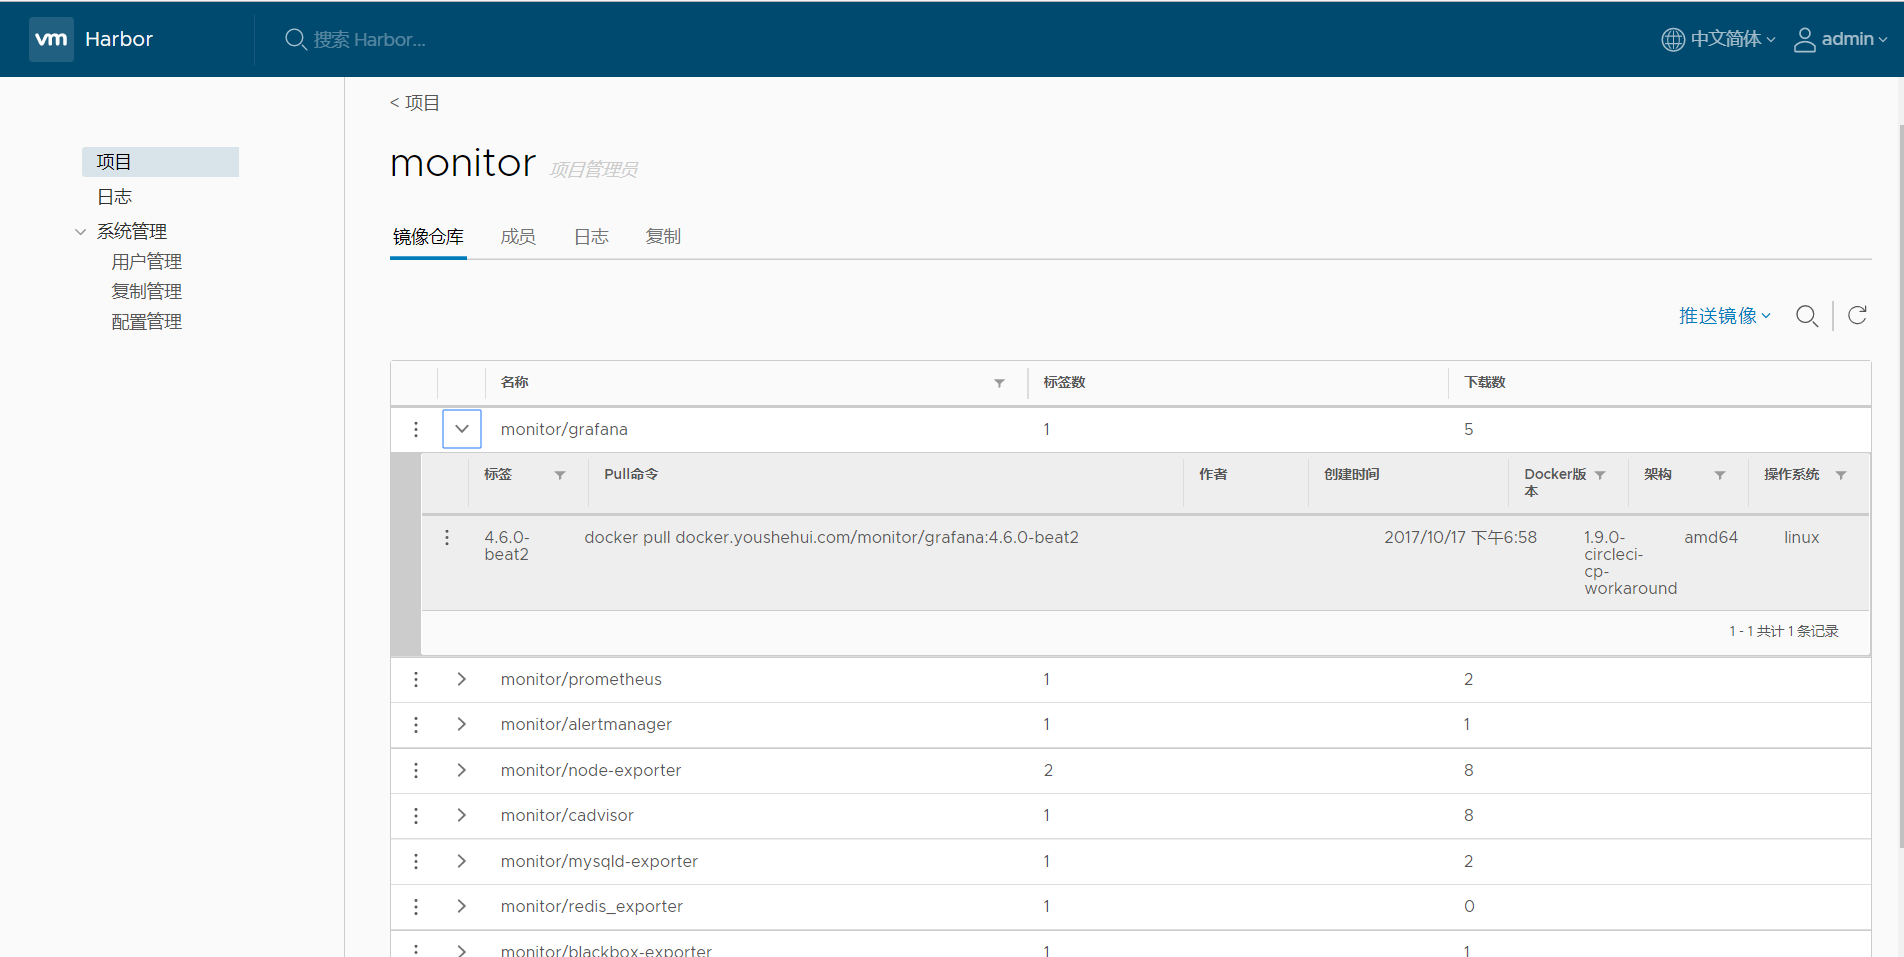 vm Harbor 搜索 Harbor... 中文简体 admin
< 项目
项目
日志
系统管理
用户管理
复制管理
配置管理
monitor 项目管理员
镜像仓库 成员 日志 复制
推送镜像
名称 标签数 下载数
monitor/grafana 1 5
标签 Pull命令 作者 创建时间 Docker版 架构 操作系统
本
4.6.0- docker pull docker.youshehui.com/monitor/grafana:4.6.0-beat2 2017/10/17 下午6:58 1.9.0- amd64 linux
beat2 circleci-
cp-
workaround
1 - 1 共计 1 条记录
monitor/prometheus 1 2
monitor/alertmanager 1 1
monitor/node-exporter 2 8
monitor/cadvisor 1 8
monitor/mysqld-exporter 1 2
monitor/redis_exporter 1 0
monitor/blackbox-exporter 1 1